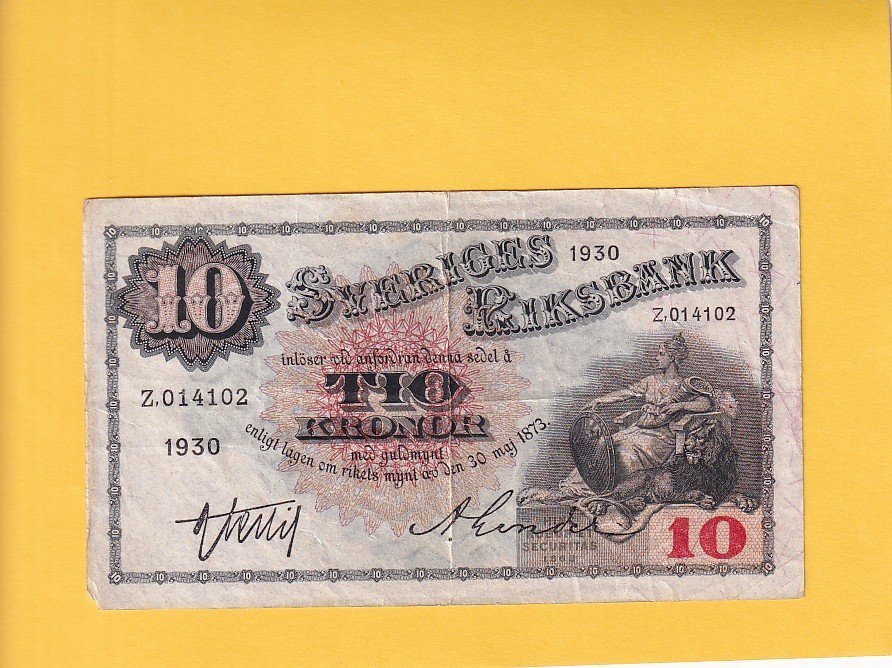 10
SVERIGES
RIKSBANK
1930
Z,014102
inlöser vid anfordran denna sedel å
TIO
KRONOR
med guldmynt
enligt lagen om rikets mynt av den 30 maj 1873.
Z,014102
1930
SECURITAS
10